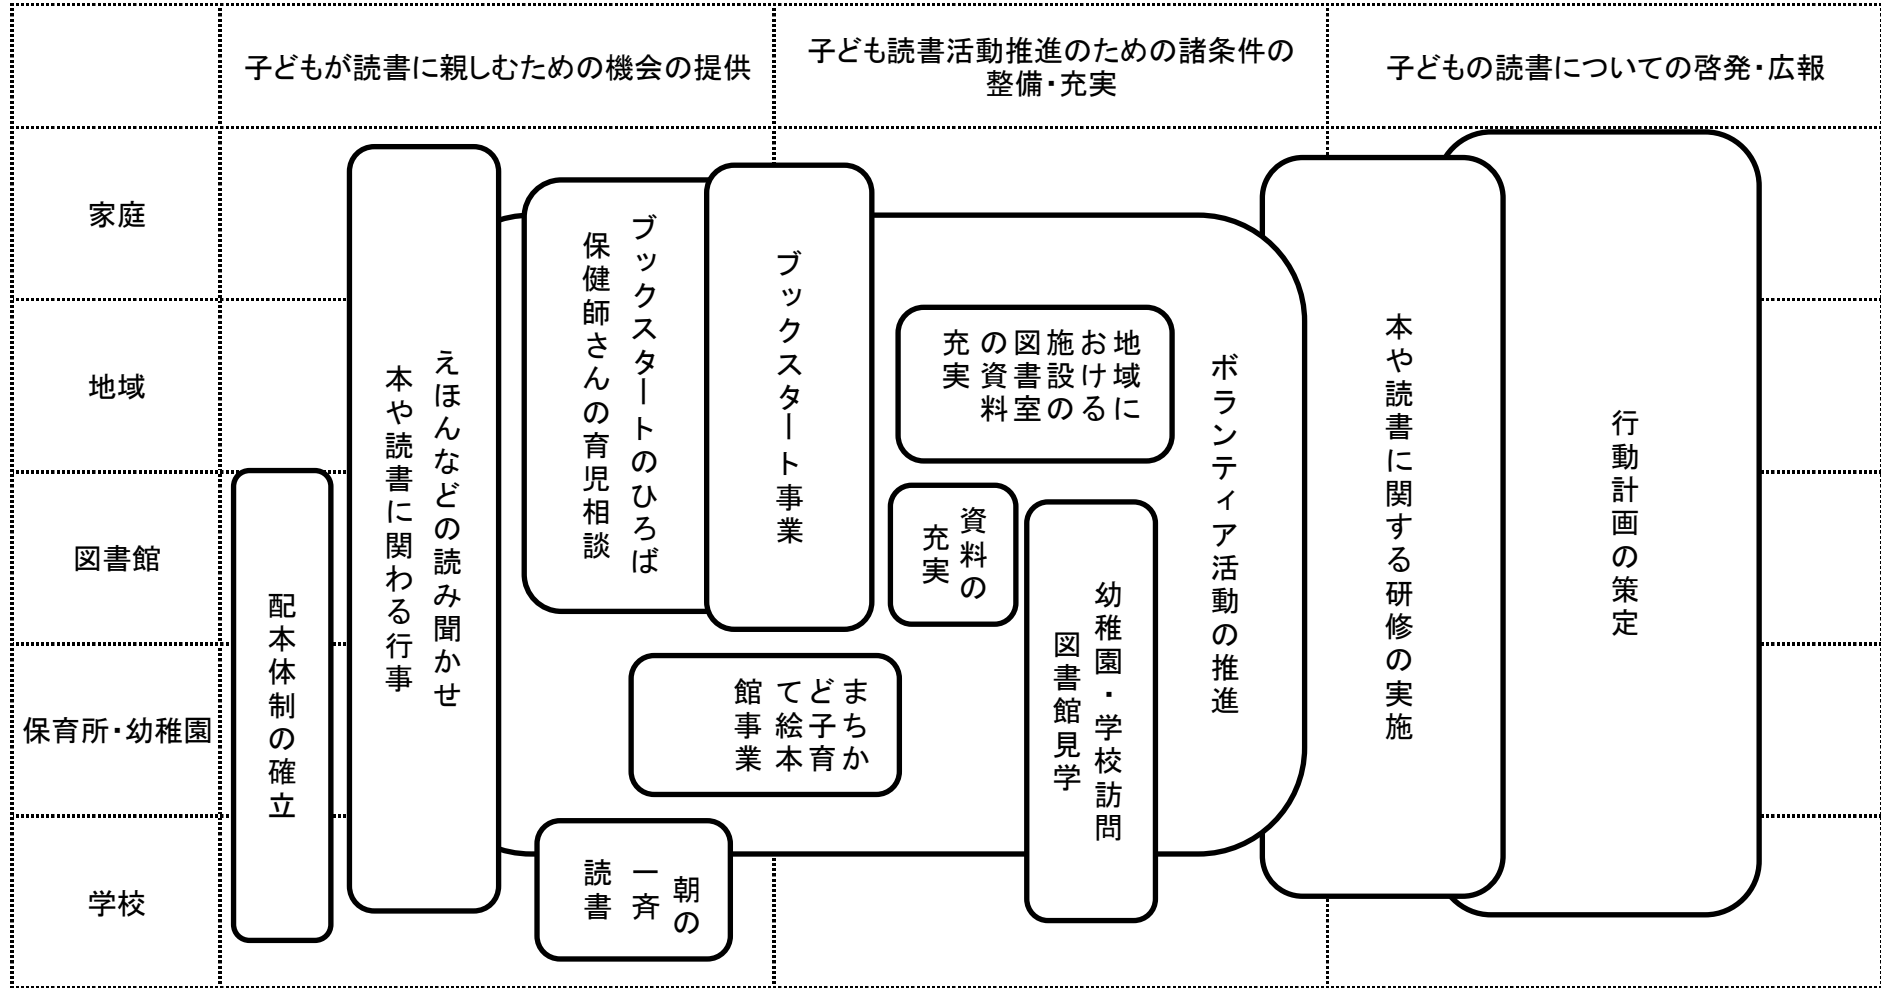 子どもが読書に親しむための機会の提供
子ども読書活動推進のための諸条件の
整備・充実
子どもの読書についての啓発・広報
家庭
地域
図書館
保育所・幼稚園
学校
配本体制の確立
えほんなどの読み聞かせ
本や読書に関わる行事
ブックスタートのひろば
保健師さんの育児相談
ブックスタート事業
まちか
ど子育
て絵本
館事業
朝の
一斉
読書
地域に
おける
施設の
図書室
の資料
充実
資料の
充実
幼稚園・学校訪問
図書館見学
ボランティア活動の推進
本や読書に関する研修の実施
行動計画の策定